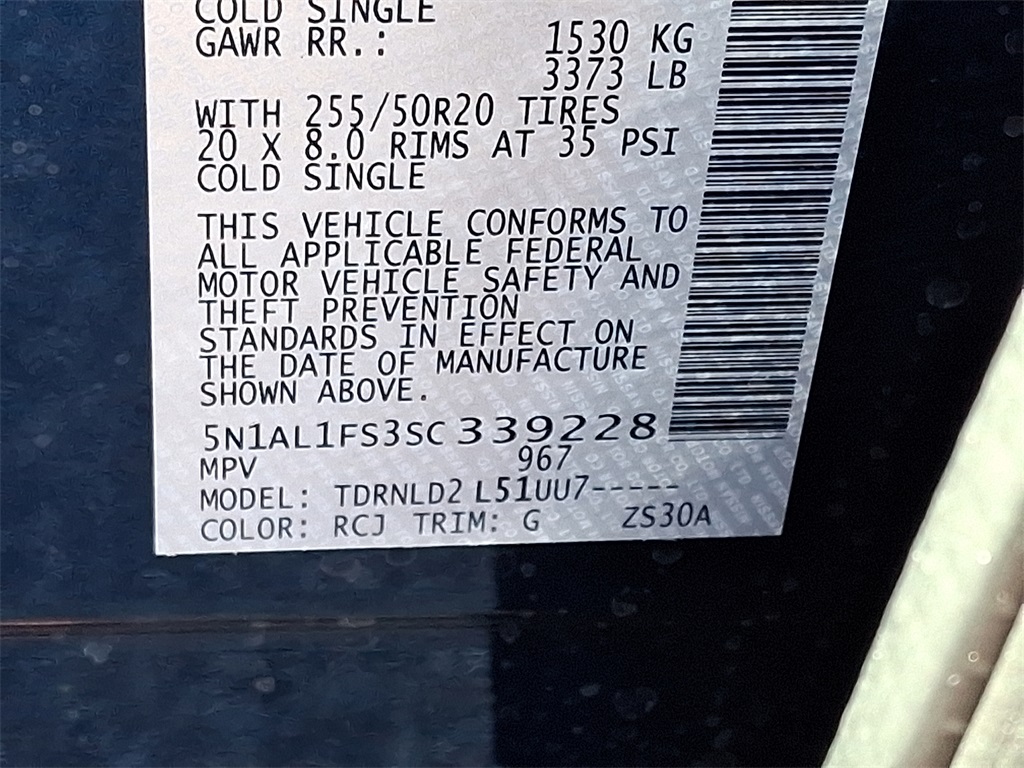 COLD SINGLE
GAWR RR.: 1530 KG
3373 LB
WITH 255/50R20 TIRES
20 X 8.0 RIMS AT 35 PSI
COLD SINGLE
THIS VEHICLE CONFORMS TO
ALL APPLICABLE FEDERAL
MOTOR VEHICLE SAFETY AND
THEFT PREVENTION
STANDARDS IN EFFECT ON
THE DATE OF MANUFACTURE
SHOWN ABOVE.
5N1AL1FS3SC339228
MPV 967
MODEL: TDRNLD2 L51UU7-----
COLOR: RCJ TRIM: G ZS30A